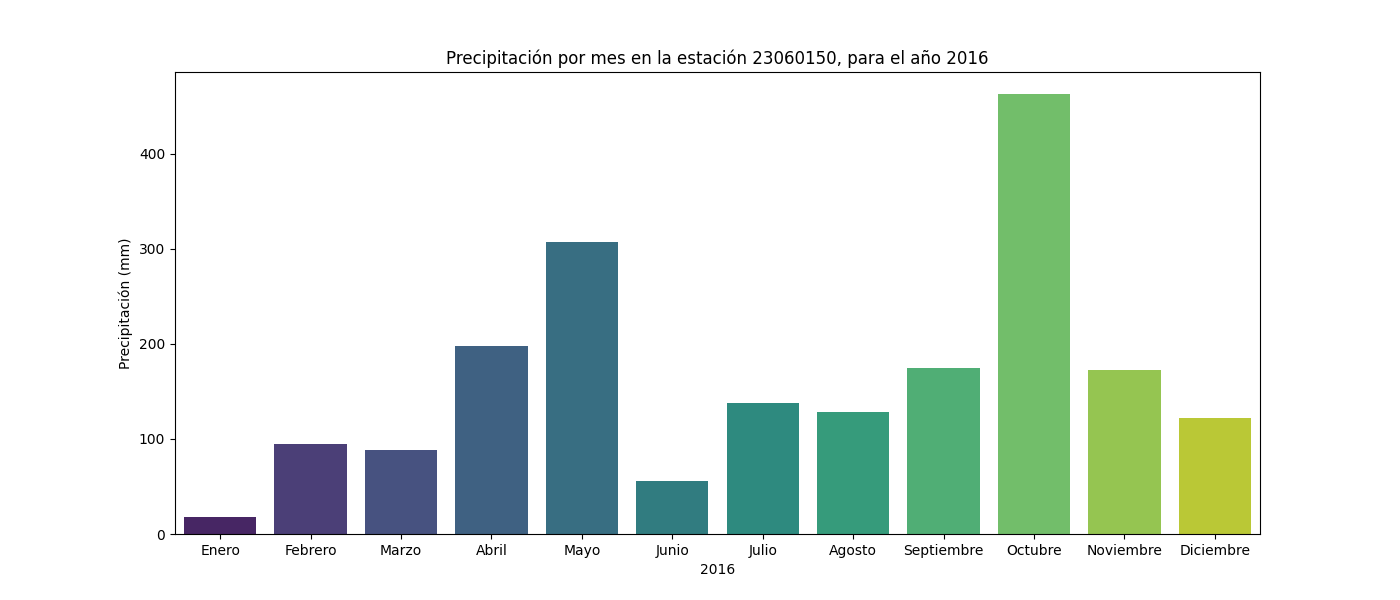 Precipitación por mes en la estación 23060150, para el año 2016
Precipitación (mm)
400
300
200
100
0
Enero Febrero Marzo Abril Mayo Junio Julio Agosto Septiembre Octubre Noviembre Diciembre
2016